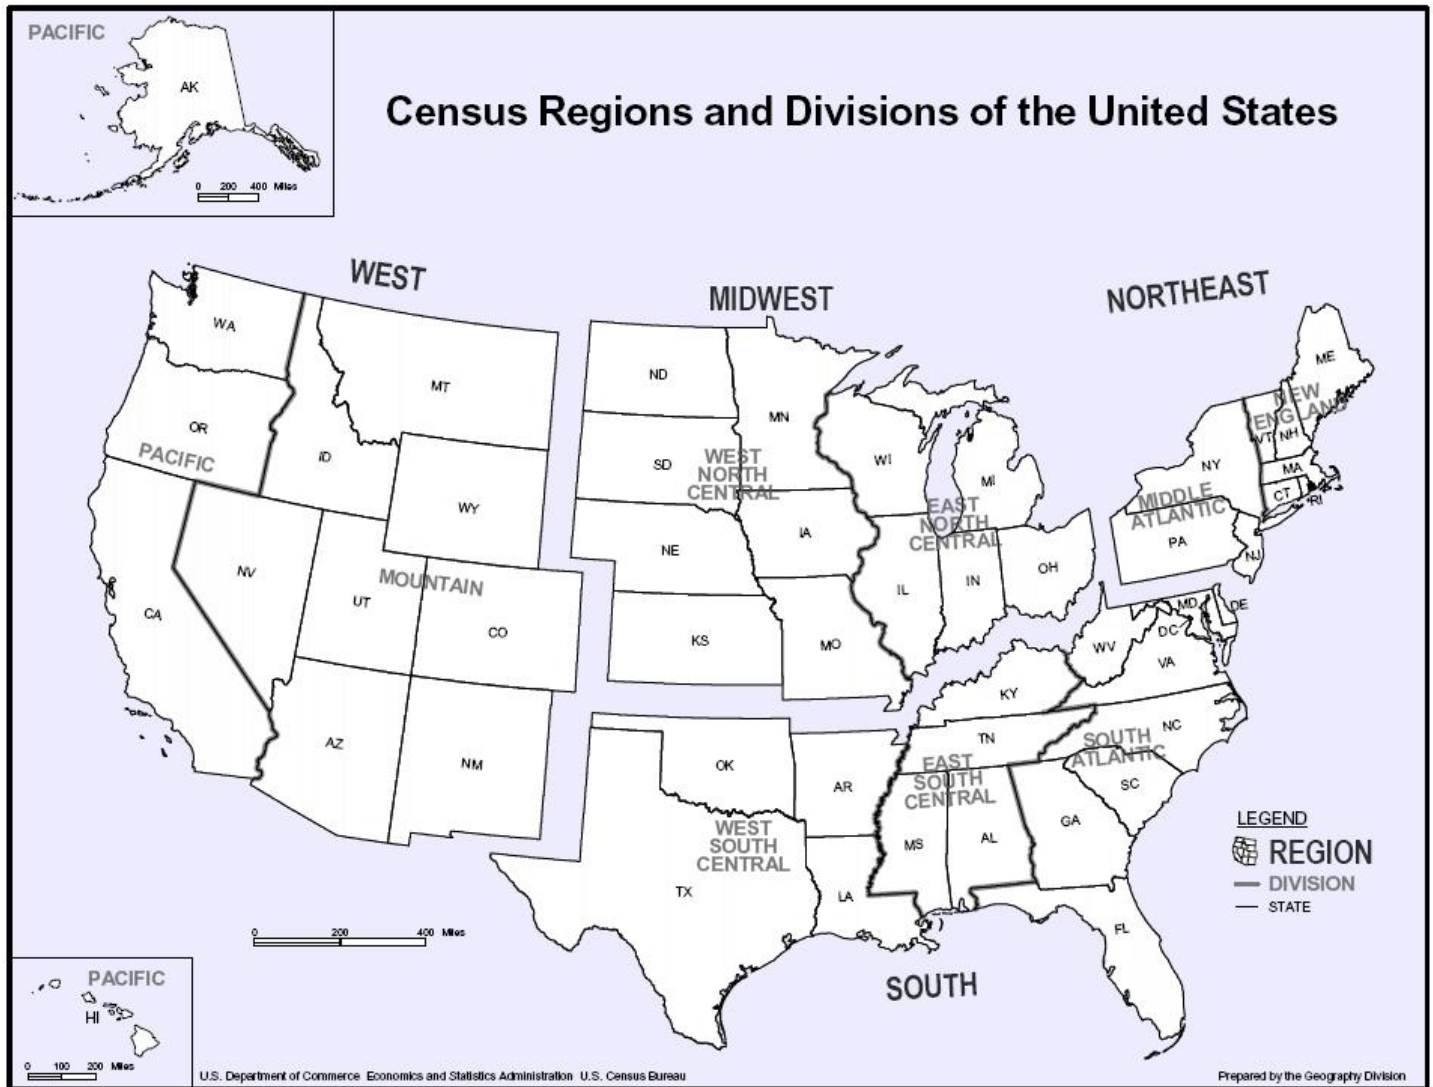 PACIFIC
AK
0 200 400 Miles
Census Regions and Divisions of the United States
WEST
MIDWEST
NORTHEAST
WA
MT
ND
MN
ME
OR
ID
SD
WI
MI
NY
VT
NH
MA
CT
RI
NEW
ENGLAND
PACIFIC
WY
WEST
NORTH
CENTRAL
IA
EAST
NORTH
CENTRAL
MIDDLE
ATLANTIC
PA
NJ
NV
MOUNTAIN
NE
IL
IN
OH
CA
UT
CO
KS
MO
WV
MD
DE
DC
VA
KY
AZ
NM
OK
AR
TN
NC
SOUTH
ATLANTIC
SC
EAST
SOUTH
CENTRAL
WEST
SOUTH
CENTRAL
MS
AL
GA
TX
LA
FL
SOUTH
LEGEND
REGION
DIVISION
STATE
0 200 400 Miles
PACIFIC
HI
0 100 200 Miles
U.S. Department of Commerce Economics and Statistics Administration U.S. Census Bureau
Prepared by the Geography Division